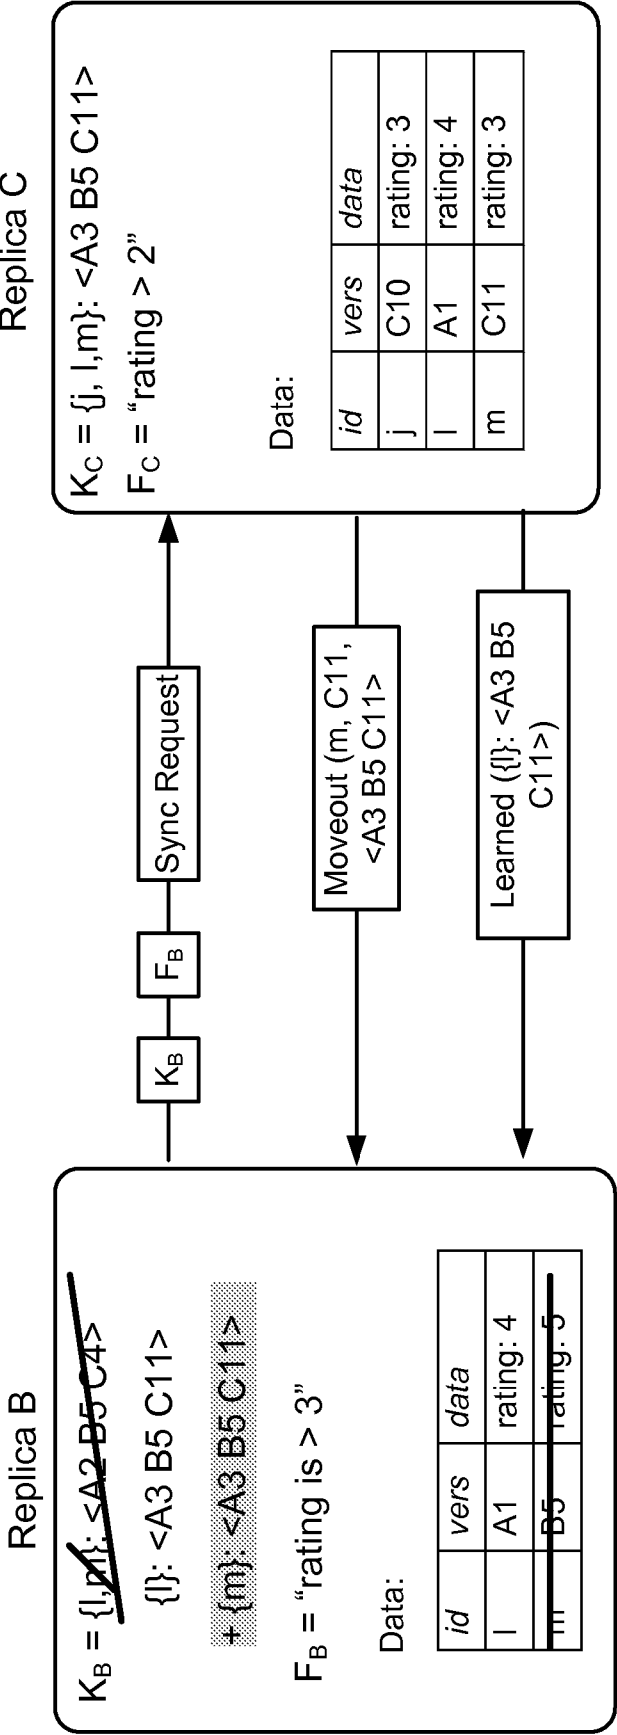 Replica B
K_B = {l,m}: <A2 B5 C4>
{l}: <A3 B5 C11>
+ {m}: <A3 B5 C11>
F_B = “rating is > 3”
Data:
id vers data
l A1 rating: 4
m B5 rating: 5
K_B
F_B
Sync Request
Moveout (m, C11,
<A3 B5 C11>
Learned ({l}: <A3 B5
C11>)
Replica C
K_C = {j, l,m}: <A3 B5 C11>
F_C = “rating > 2”
Data:
id vers data
j C10 rating: 3
l A1 rating: 4
m C11 rating: 3